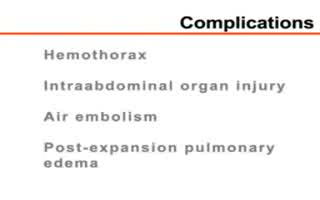 Complications
Hemothorax
Intraabdominal organ injury
Air embolism
Post-expansion pulmonary
edema